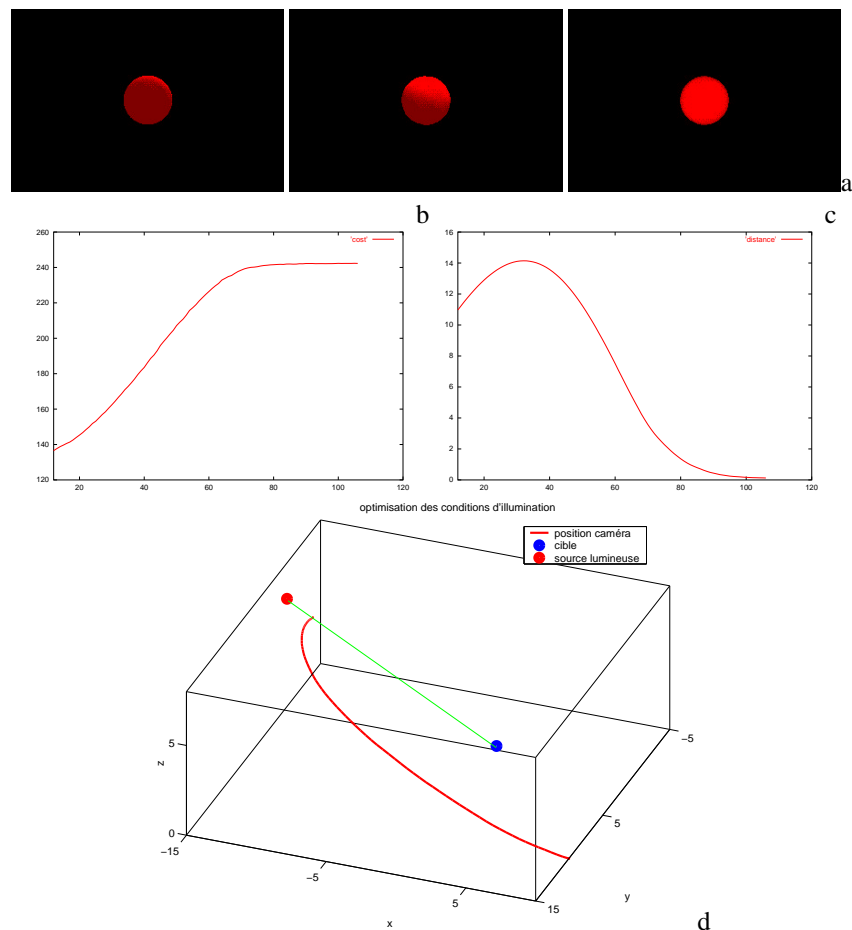 a
b
c
260
240
220
200
180
160
140
120
20
40
60
80
100
120
'cost'
16
14
12
10
8
6
4
2
0
20
40
60
80
100
120
'distance'
optimisation des conditions d'illumination
position caméra
cible
source lumineuse
5
0
z
−15
−5
5
x
15
5
−5
y
d